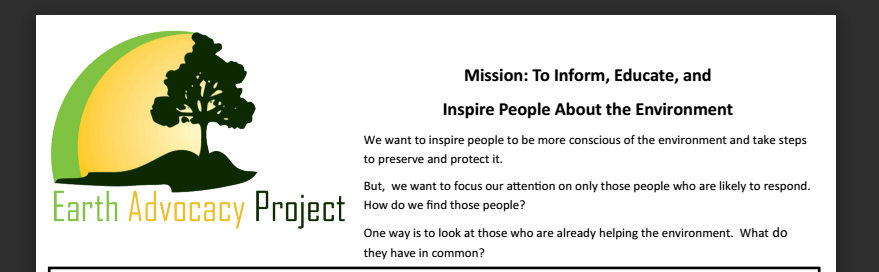 Earth Advocacy Project
Mission: To Inform, Educate, and
Inspire People About the Environment
We want to inspire people to be more conscious of the environment and take steps
to preserve and protect it.
But, we want to focus our attention on only those people who are likely to respond.
How do we find those people?
One way is to look at those who are already helping the environment. What do
they have in common?